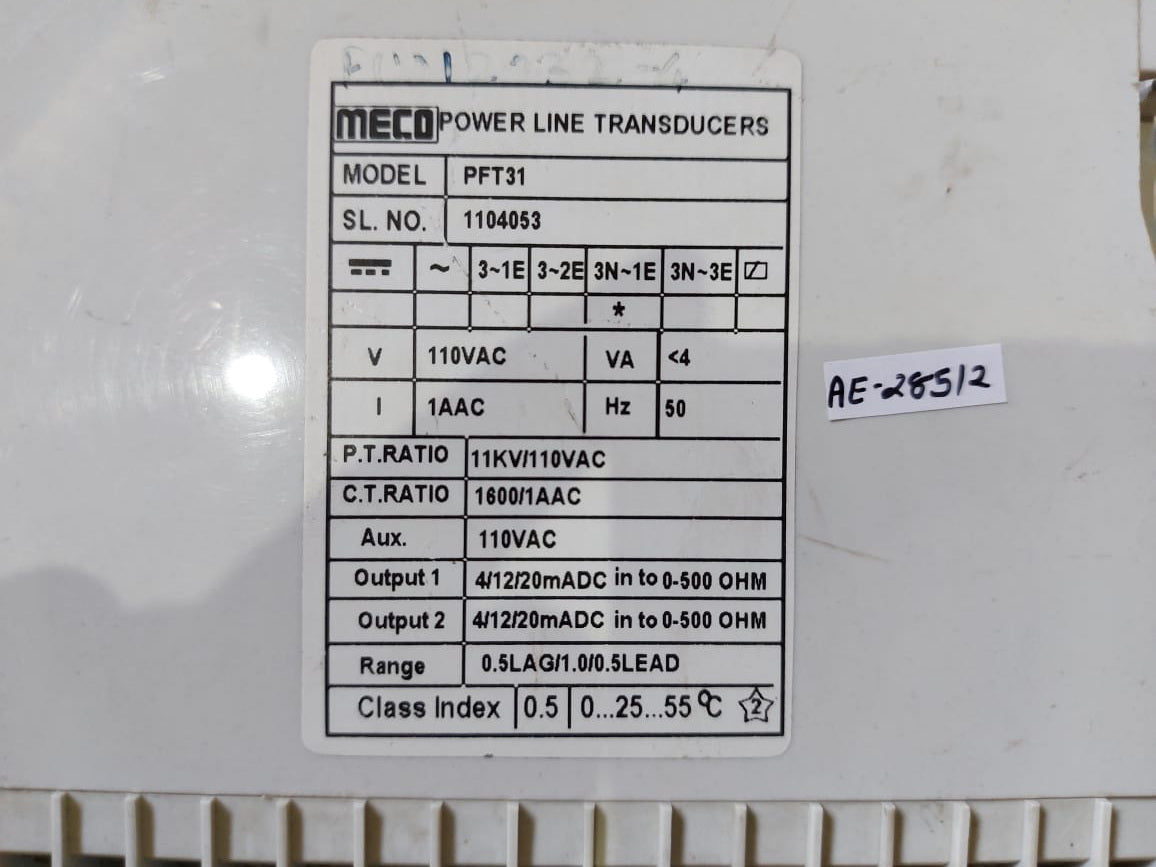 MECO POWER LINE TRANSDUCERS
MODEL PFT31
SL. NO. 1104053
~ 3~1E 3~2E 3N~1E 3N~3E
*
V 110VAC VA <4
I 1AAC Hz 50
P.T.RATIO 11KV/110VAC
C.T.RATIO 1600/1AAC
Aux. 110VAC
Output 1 4/12/20mADC in to 0-500 OHM
Output 2 4/12/20mADC in to 0-500 OHM
Range 0.5LAG/1.0/0.5LEAD
Class Index 0.5 0...25...55 °C 2
AE-28512